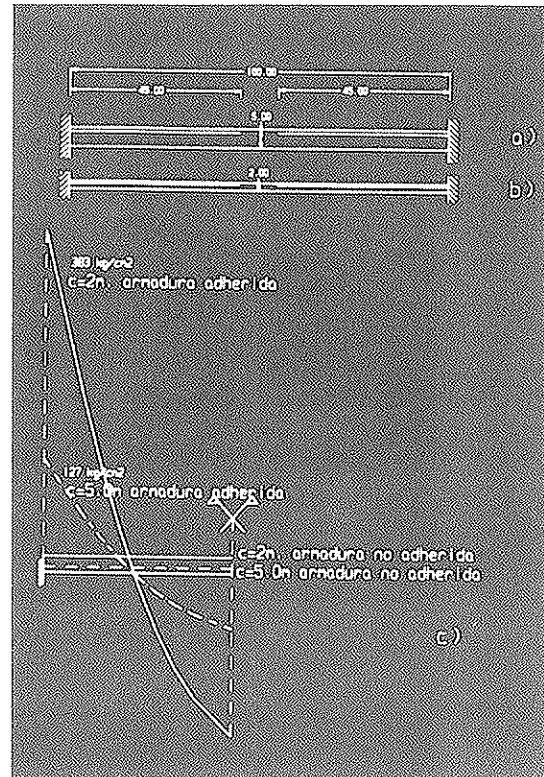 100.00
45.00 45.00
5.00
a)
2.00
b)
383 kg/cm2
c=2m. armadura adherida
127 kg/cm2
c=5.0m armadura adherida
c=2m. armadura no adherida
c=5.0m armadura no adherida
c)